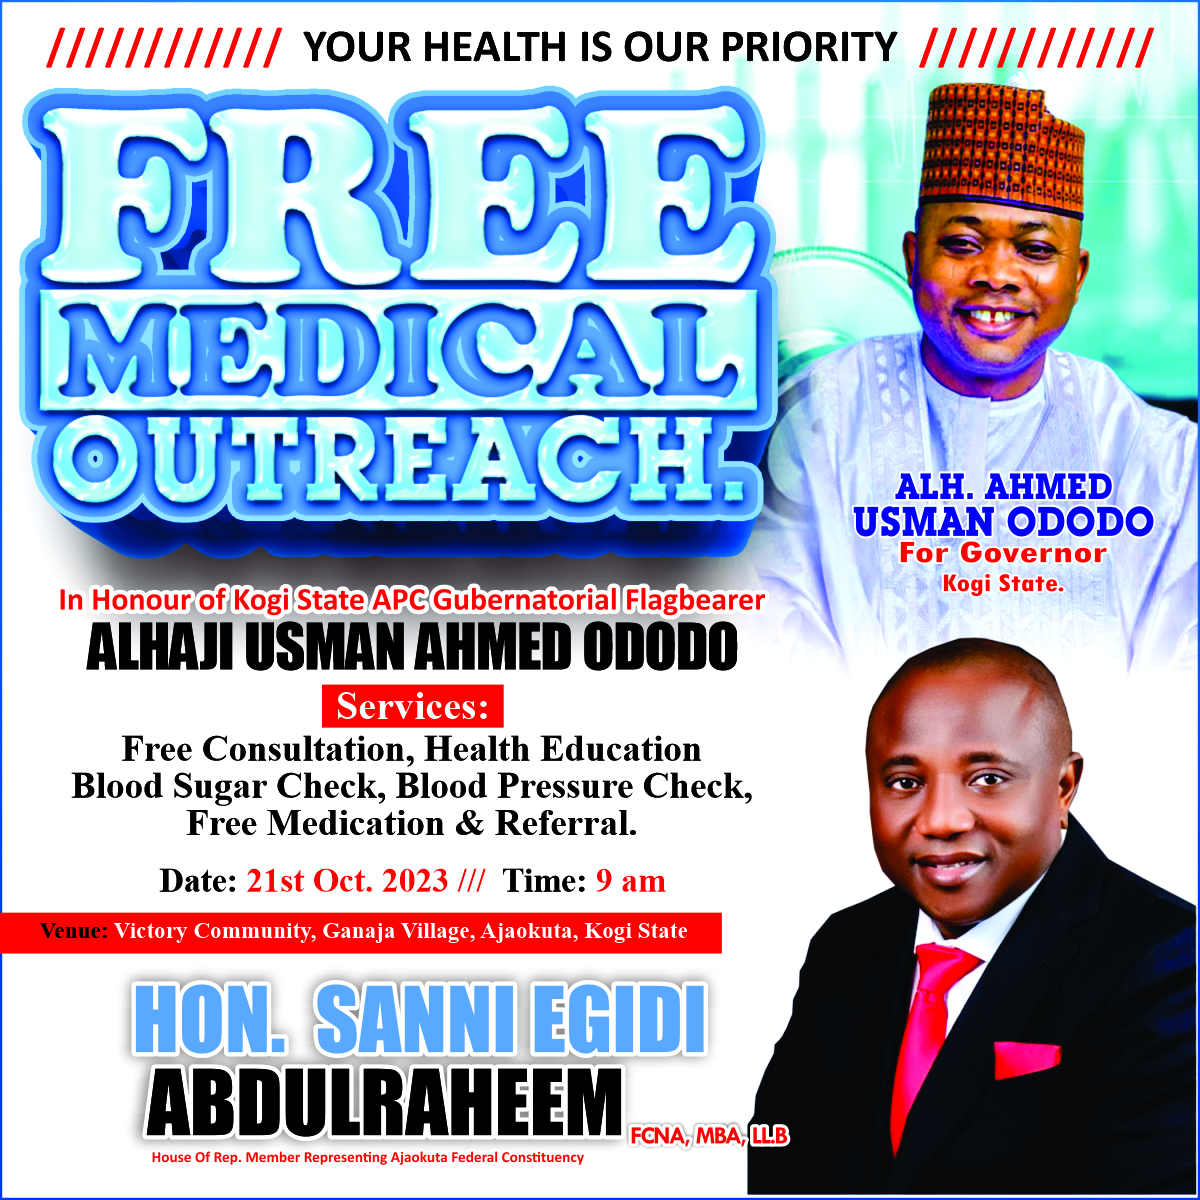 //////////// YOUR HEALTH IS OUR PRIORITY ////////////
FREE
MEDICAL
OUTREACH.
ALH. AHMED
USMAN ODODO
For Governor
Kogi State.
In Honour of Kogi State APC Gubernatorial Flagbearer
ALHAJI USMAN AHMED ODODO
Services:
Free Consultation, Health Education
Blood Sugar Check, Blood Pressure Check,
Free Medication & Referral.
Date: 21st Oct. 2023 /// Time: 9 am
Venue: Victory Community, Ganaja Village, Ajaokuta, Kogi State
HON. SANNI EGIDI
ABDULRAHEEM FCNA, MBA, LL.B
House Of Rep. Member Representing Ajaokuta Federal Constituency